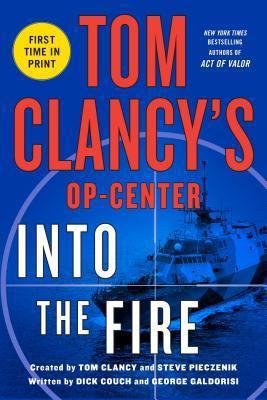 FIRST
TIME IN
PRINT
NEW YORK TIMES
BESTSELLING
AUTHORS OF
ACT OF VALOR
TOM
CLANCY'S
OP-CENTER
INTO
THE FIRE
Created by TOM CLANCY and STEVE PIECZENIK
Written by DICK COUCH and GEORGE GALDORISI